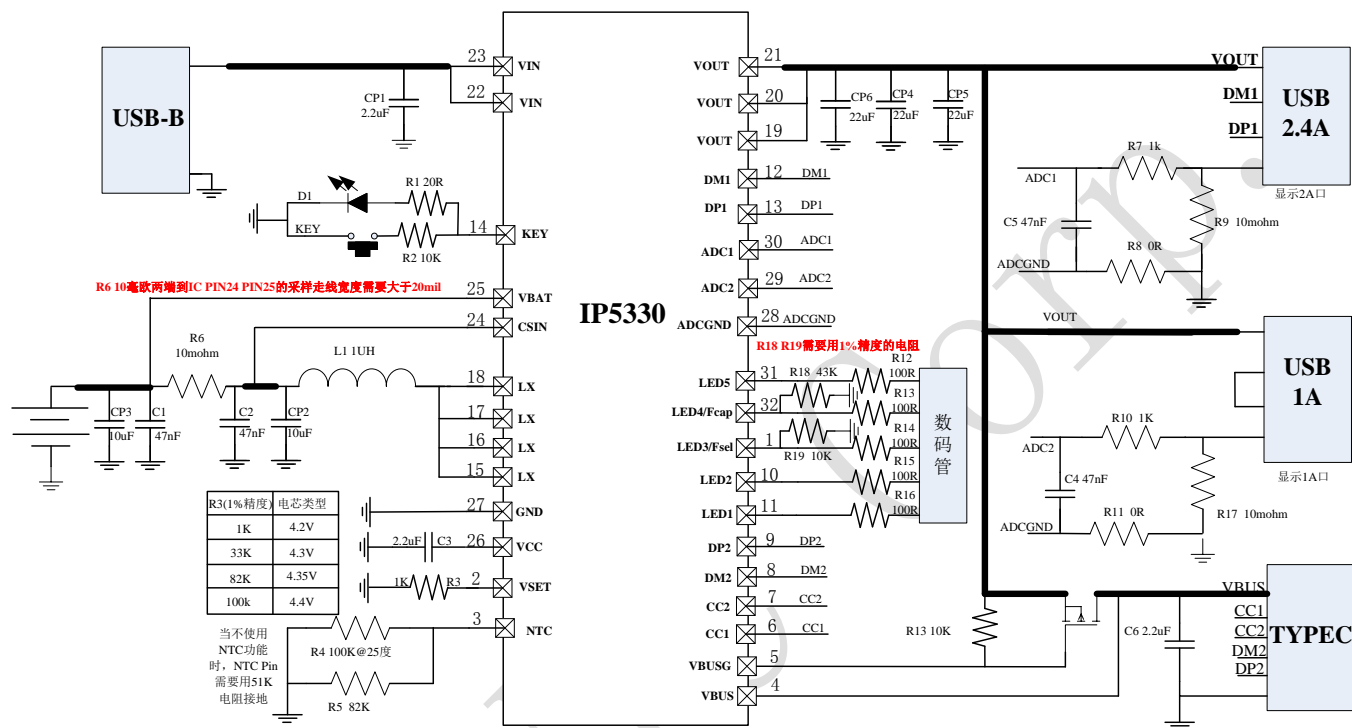 IP5330
USB-B
CP1
2.2uF
23
VIN
22
VIN
D1
R1 20R
KEY
R2 10K
14
KEY
R6 10毫欧两端到IC PIN24 PIN25的采样走线宽度需要大于20mil
25
VBAT
24
CSIN
R6
10mohm
L1 1UH
CP3
10uF
C1
47nF
C2
47nF
CP2
10uF
18
LX
17
LX
16
LX
15
LX
R3(1%精度) 电芯类型
1K 4.2V
33K 4.3V
82K 4.35V
100k 4.4V
27
GND
2.2uF
C3
26
VCC
1K
R3
2
VSET
3
NTC
当不使用
NTC功能
时，NTC Pin
需要用51K
电阻接地
R4 100K@25度
R5 82K
VOUT
21
VOUT
20
VOUT
19
CP6
22uF
CP4
22uF
CP5
22uF
DM1
12
DM1
DP1
13
DP1
ADC1
30
ADC1
ADC2
29
ADC2
ADCGND
28
ADCGND
R18 R19需要用1%精度的电阻
LED5
31
R18 43K
R12
100R
LED4/Fcap
32
R13
100R
LED3/Fsel
1
R19 10K
R14
100R
LED2
10
R15
100R
LED1
11
R16
100R
数
码
管
DP2
9
DP2
DM2
8
DM2
CC2
7
CC2
CC1
6
CC1
VBUSG
5
VBUS
4
VOUT
DM1
DP1
USB
2.4A
显示2A口
R7 1k
ADC1
C5 47nF
R9 10mohm
R8 0R
ADCGND
VOUT
USB
1A
显示1A口
R10 1K
ADC2
C4 47nF
R11 0R
ADCGND
R17 10mohm
R13 10K
C6 2.2uF
VBUS
CC1
CC2
DM2
DP2
TYPEC
Corp.